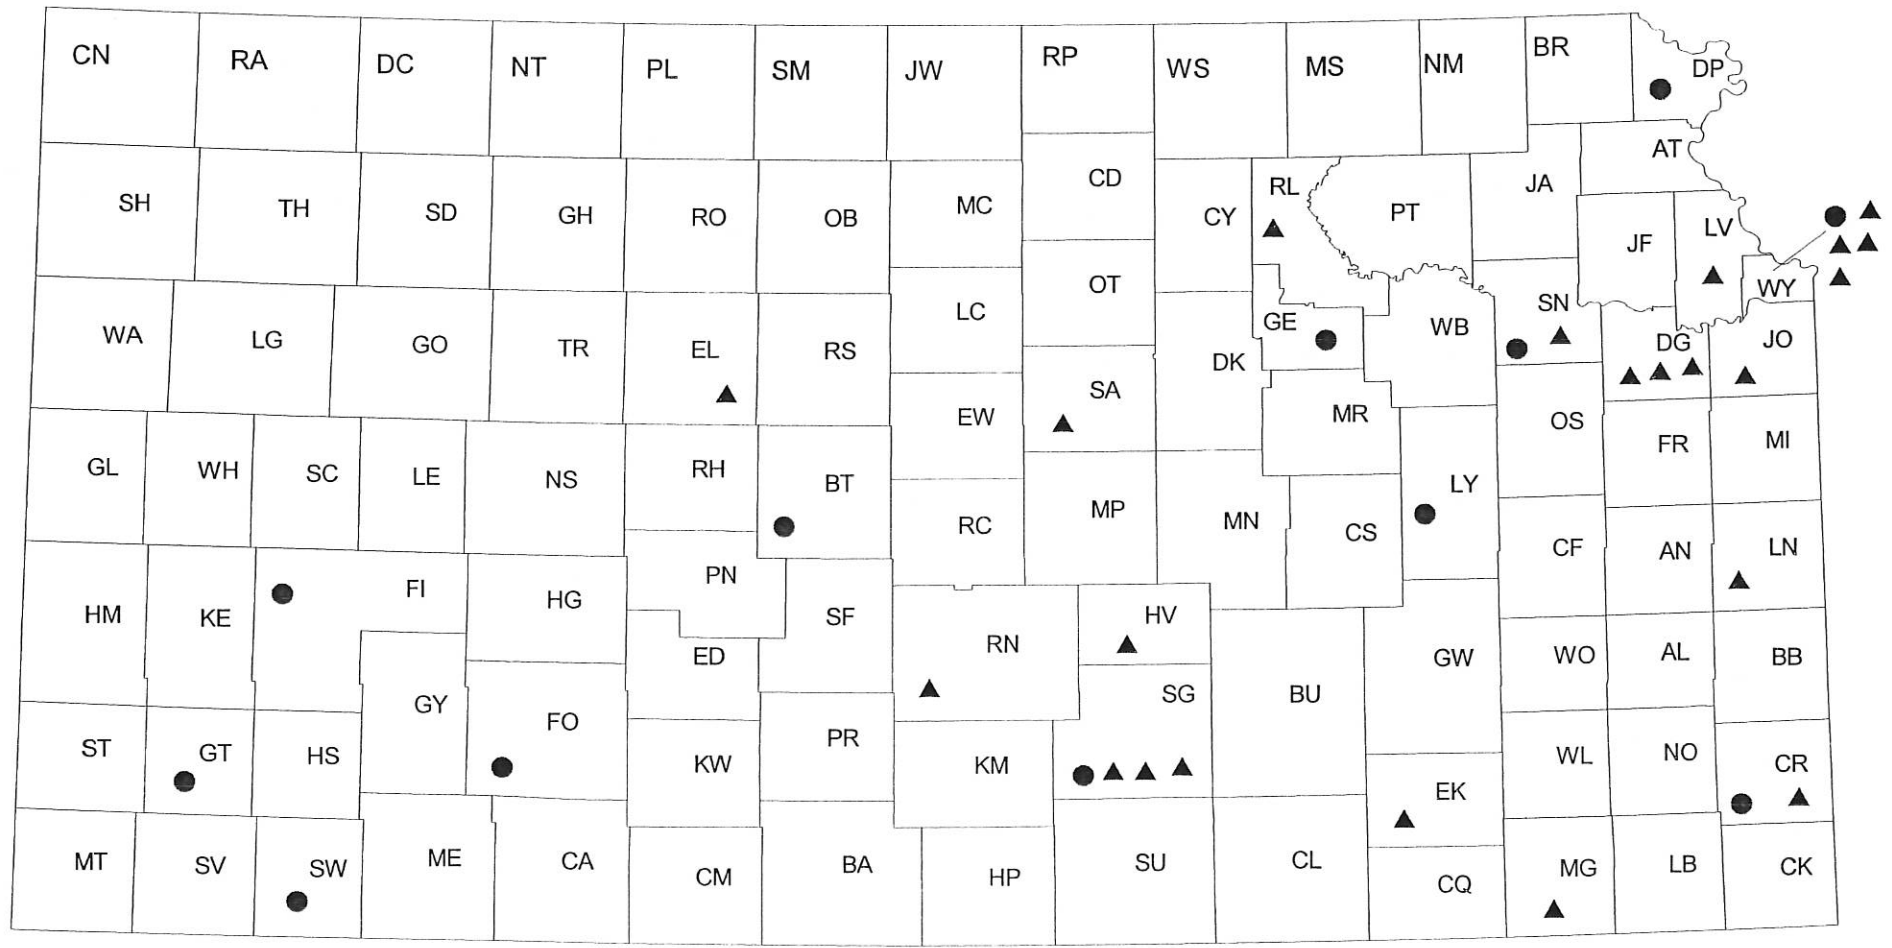 CN RA DC NT PL SM JW RP WS MS NM BR DP
SH TH SD GH RO OB MC CD CY RL PT JA AT
JF LV
WA LG GO TR EL RS LC OT DK GE WB SN DG WY JO
EW SA MR OS FR MI
GL WH SC LE NS RH BT RC MP MN CS LY CF AN LN
HM KE FI HG PN SF RN HV GW WO AL BB
ED SG BU
ST GT HS GY FO KW PR KM EK WL NO CR
MT SV SW ME CA CM BA HP SU CL CQ MG LB CK